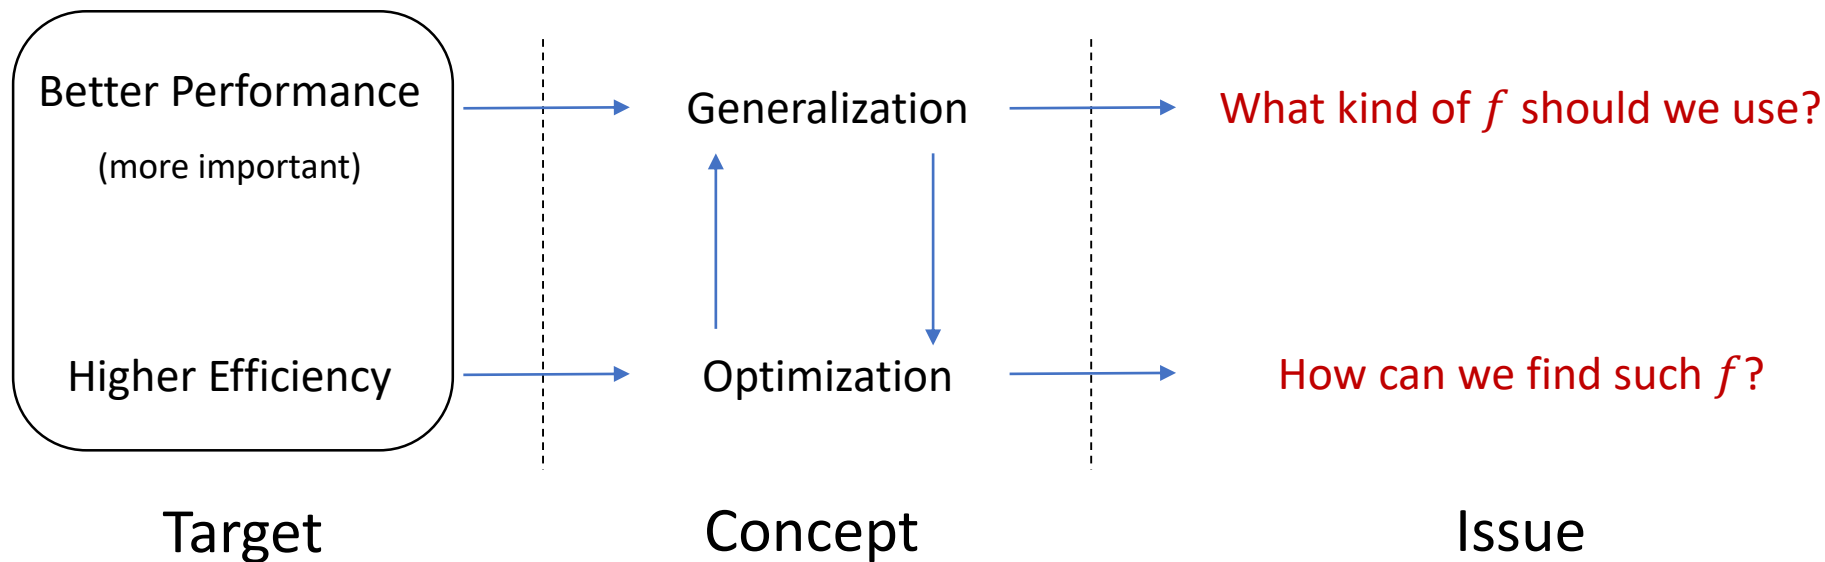 Better Performance
(more important)
Generalization
What kind of f should we use?
Higher Efficiency
Optimization
How can we find such f?
Target
Concept
Issue